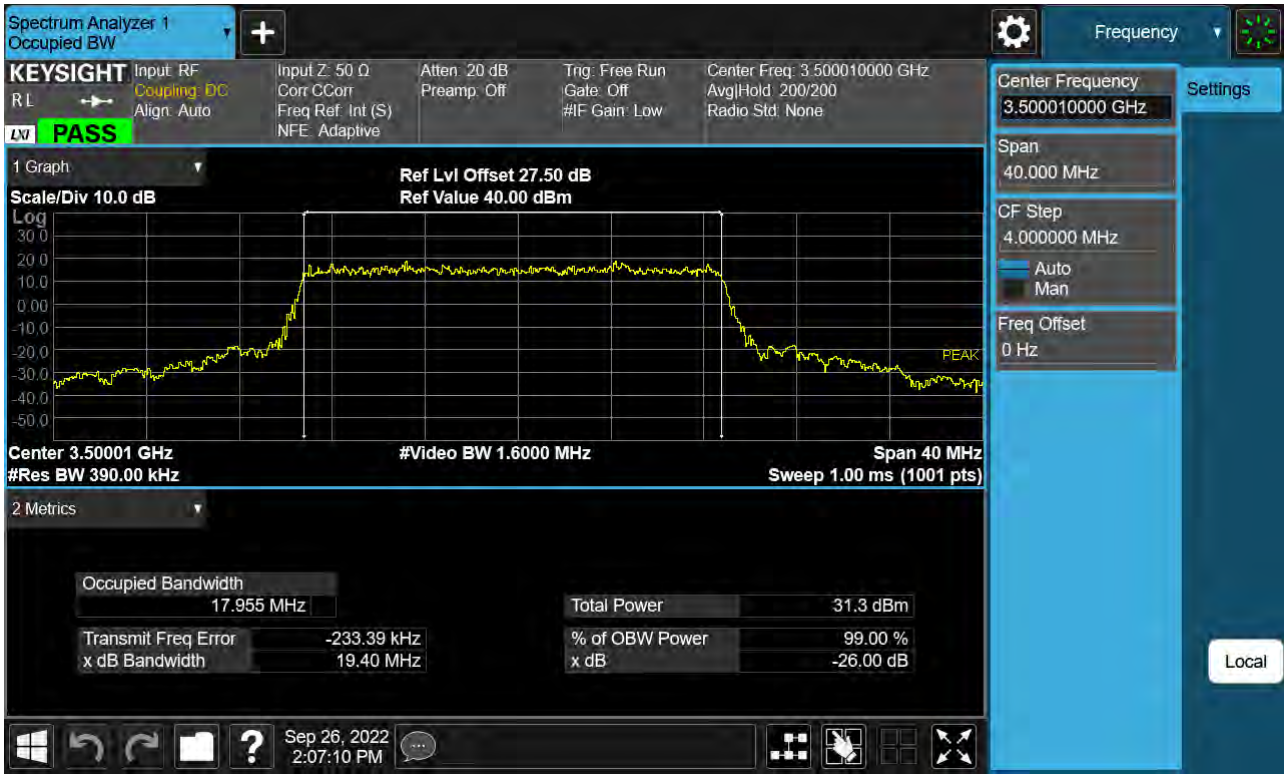 Spectrum Analyzer 1
Occupied BW
Frequency
KEYSIGHT
RL
LXI
PASS
Input: RF
Coupling: DC
Align: Auto
Input Z: 50 Ω
Corr CCorr
Freq Ref: Int (S)
NFE: Adaptive
Atten: 20 dB
Preamp: Off
Trig: Free Run
Gate: Off
#IF Gain: Low
Center Freq: 3.500010000 GHz
Avg|Hold: 200/200
Radio Std: None
Center Frequency
3.500010000 GHz
Settings
Span
40.000 MHz
CF Step
4.000000 MHz
Auto
Man
Freq Offset
0 Hz
1 Graph
Scale/Div 10.0 dB
Ref Lvl Offset 27.50 dB
Ref Value 40.00 dBm
Log
30.0
20.0
10.0
0.00
-10.0
-20.0
-30.0
-40.0
-50.0
PEAK
Center 3.50001 GHz
#Res BW 390.00 kHz
#Video BW 1.6000 MHz
Span 40 MHz
Sweep 1.00 ms (1001 pts)
2 Metrics
Occupied Bandwidth
17.955 MHz
Transmit Freq Error -233.39 kHz
x dB Bandwidth 19.40 MHz
Total Power 31.3 dBm
% of OBW Power 99.00 %
x dB -26.00 dB
Local
?
Sep 26, 2022
2:07:10 PM